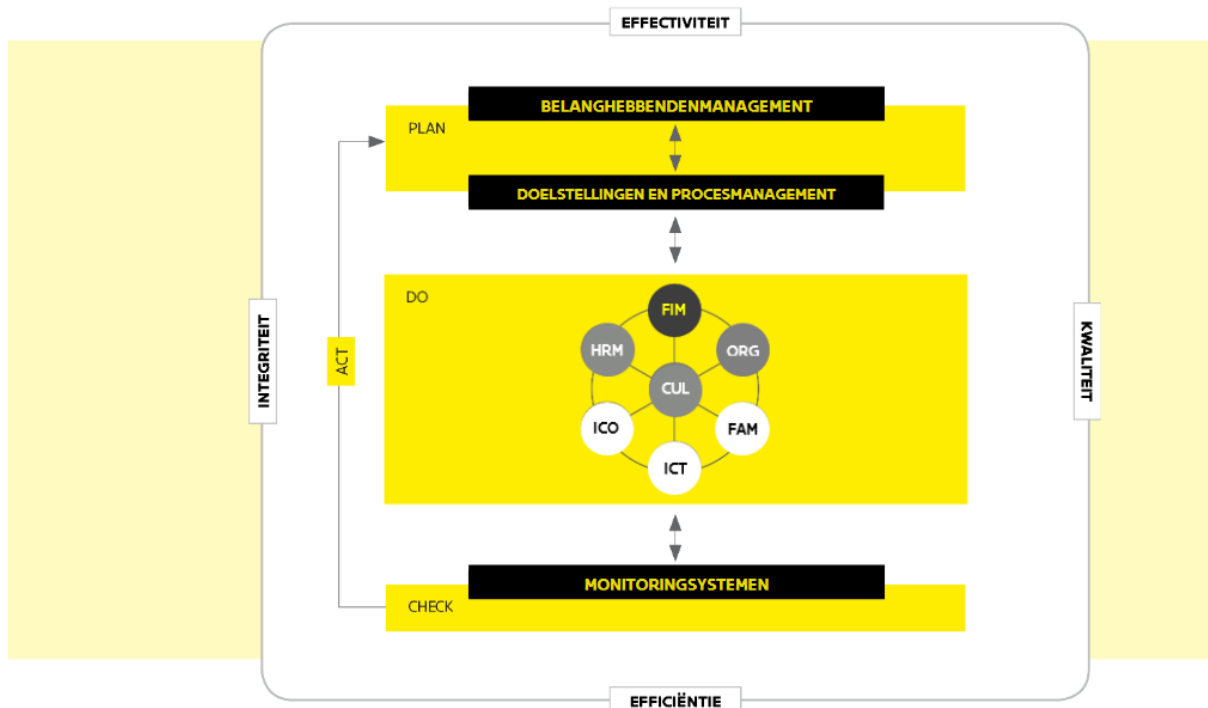 EFFECTIVITEIT
BELANGHEBBENDENMANAGEMENT
PLAN
DOELSTELLINGEN EN PROCESMANAGEMENT
DO
FIM
HRM
ORG
CUL
ICO
FAM
ICT
INTEGRITEIT
ACT
KWALITEIT
MONITORINGSYSTEMEN
CHECK
EFFICIËNTIE